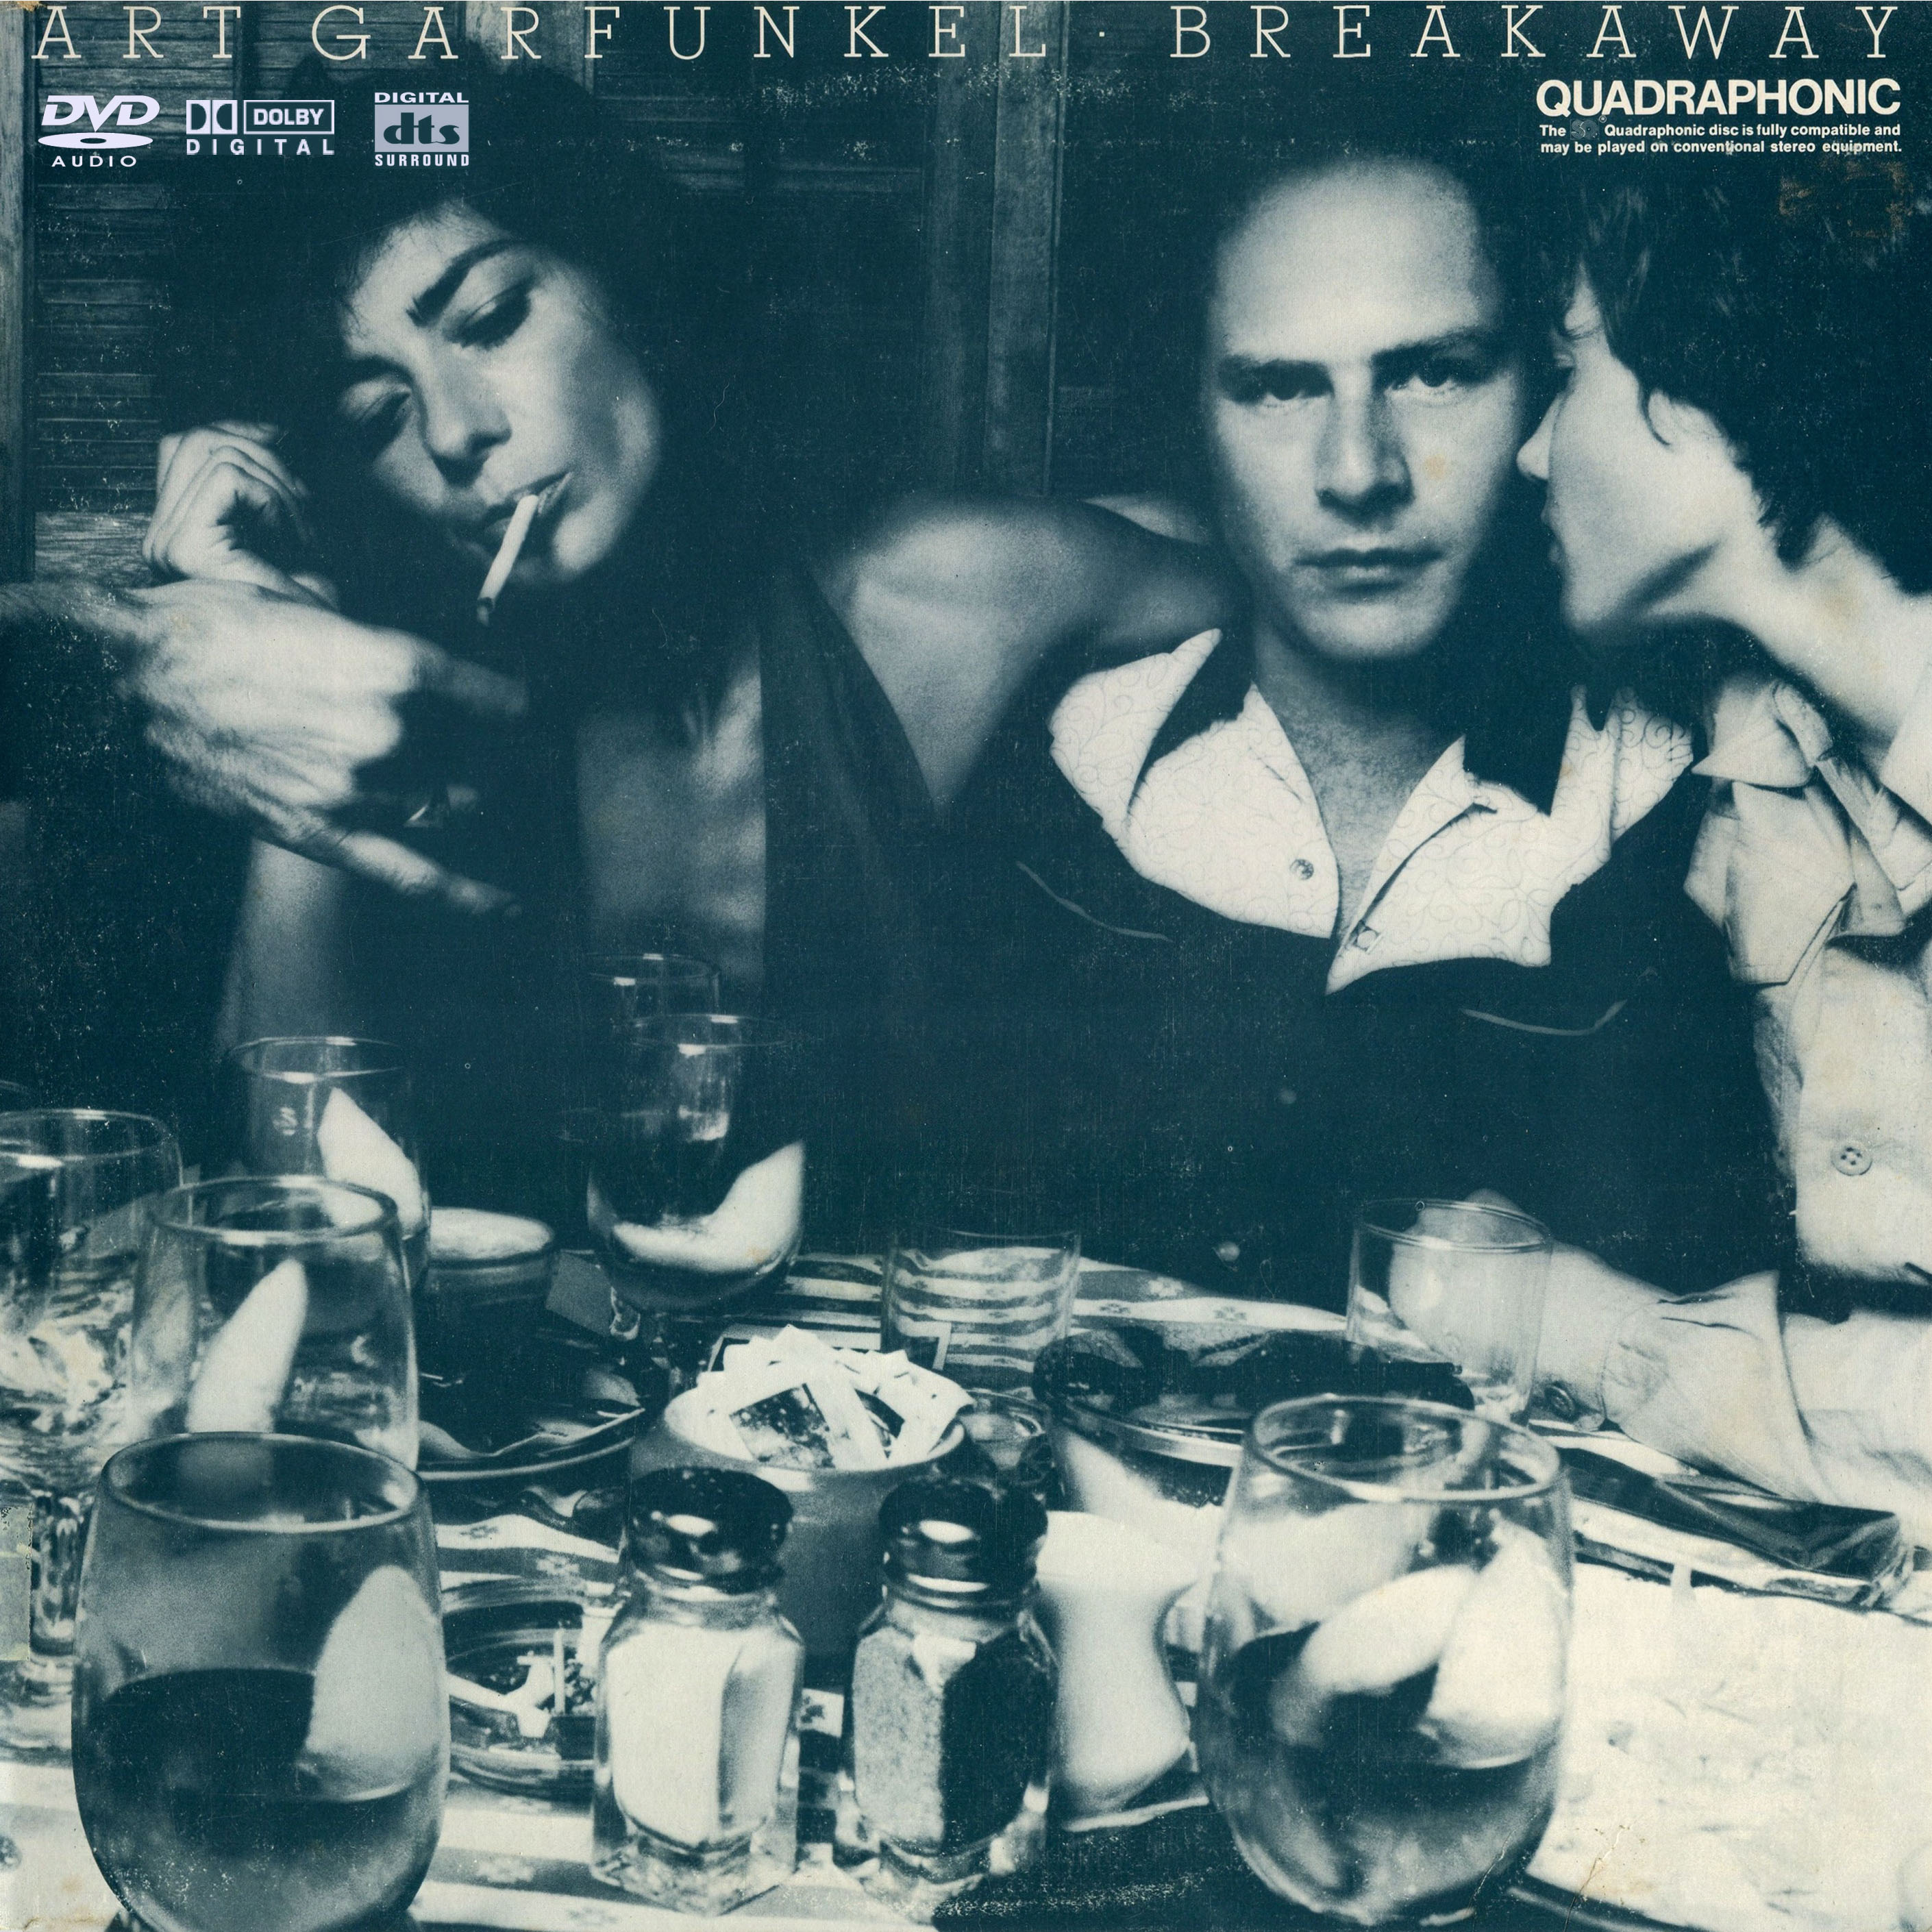 ART GARFUNKEL · BREAKAWAY
DVD
AUDIO
DOLBY
DIGITAL
DIGITAL
dts
SURROUND
QUADRAPHONIC
The Quadraphonic disc is fully compatible and
may be played on conventional stereo equipment.